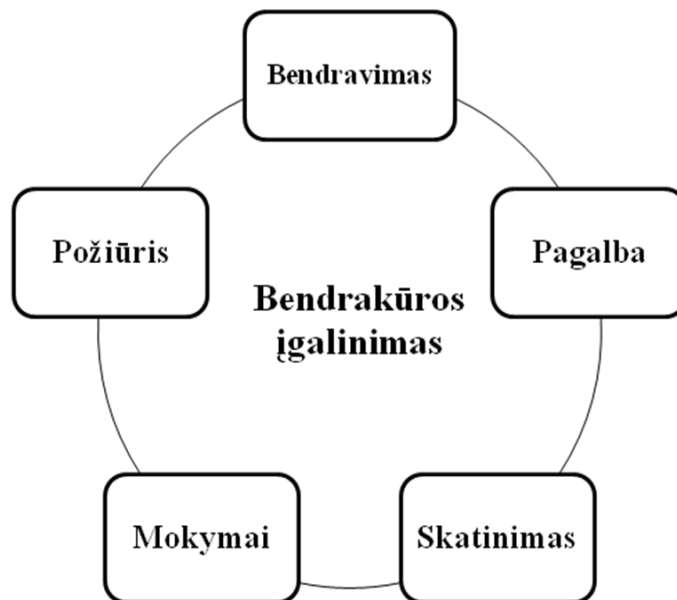 Bendravimas
Požiūris
Pagalba
Bendrakūros
įgalinimas
Mokymai
Skatinimas